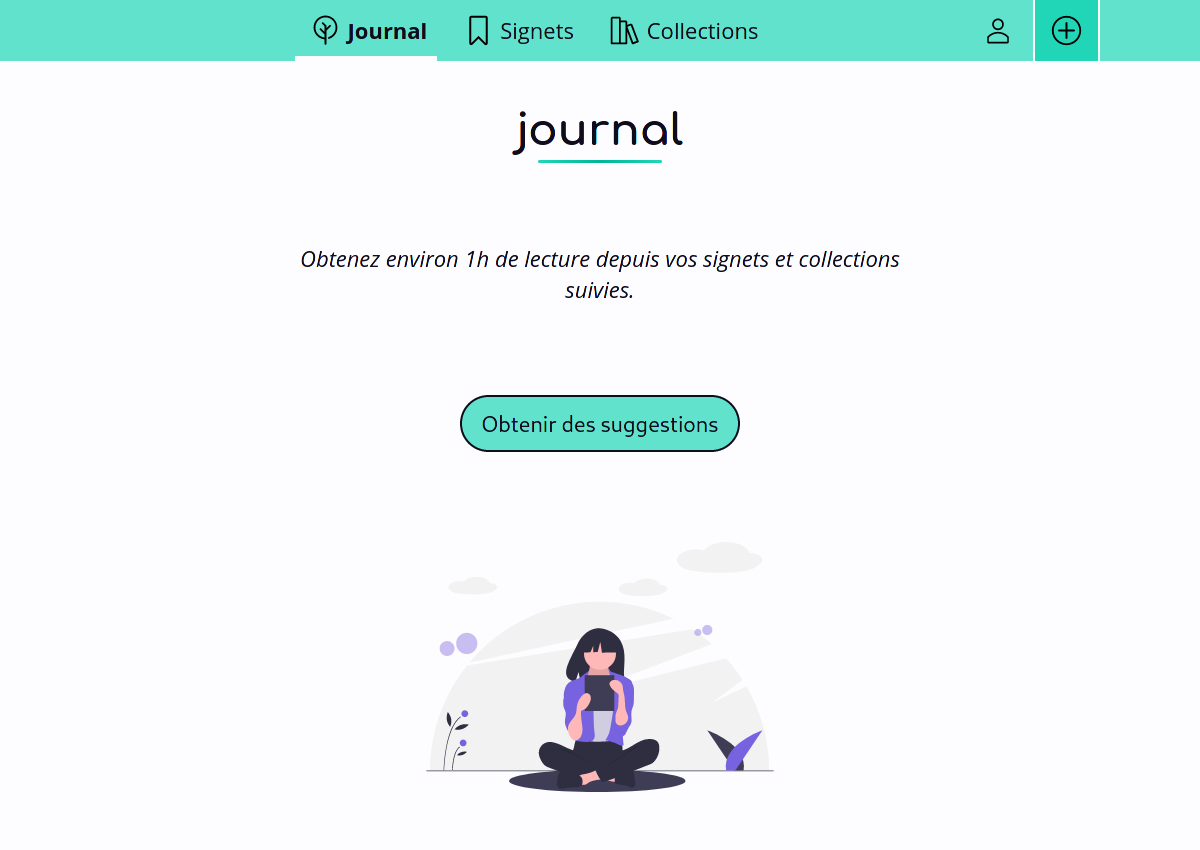 Journal Signets Collections
journal
Obtenez environ 1h de lecture depuis vos signets et collections
suivies.
Obtenir des suggestions